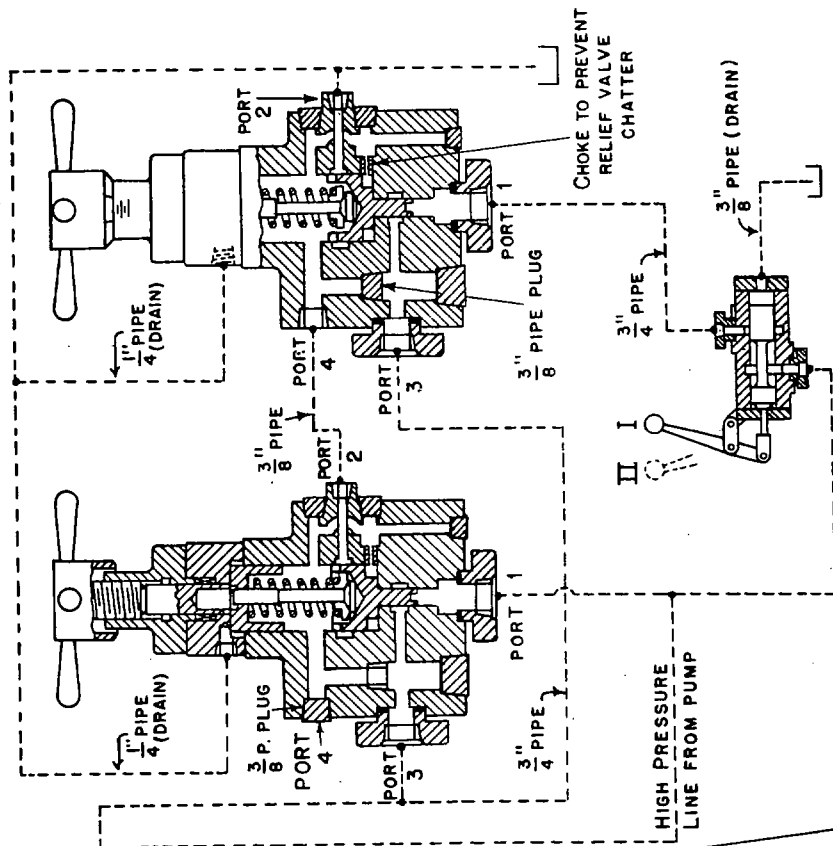 PORT
2
CHOKE TO PREVENT
RELIEF VALVE
CHATTER
1" PIPE
4 (DRAIN)
PORT
4
3" PIPE PLUG
8
PORT 1
3" PIPE
8
PORT
3
PORT
2
3" PIPE
4
3" PIPE (DRAIN)
8
I
II
1" PIPE
4 (DRAIN)
3" P. PLUG
8
PORT
4
PORT
3
PORT 1
3" PIPE
4
HIGH PRESSURE
LINE FROM PUMP